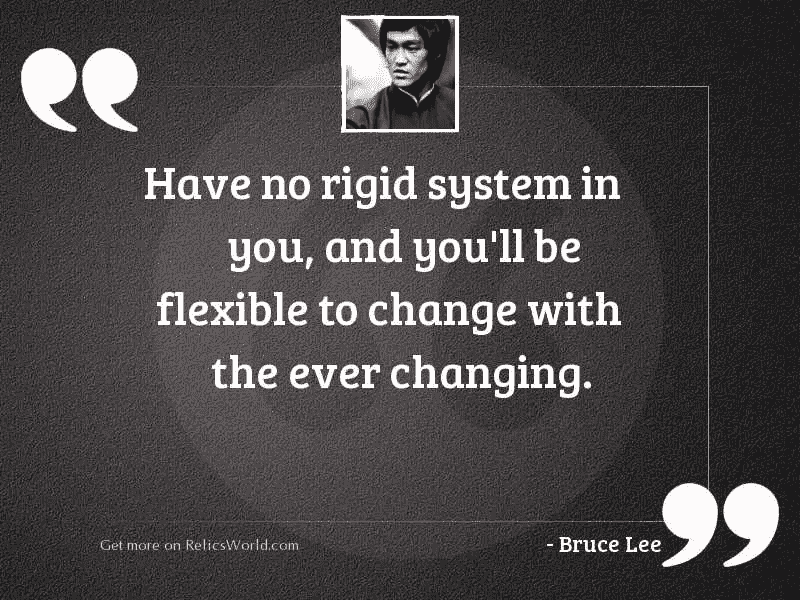 Have no rigid system in
you, and you'll be
flexible to change with
the ever changing.
Get more on RelicsWorld.com
- Bruce Lee